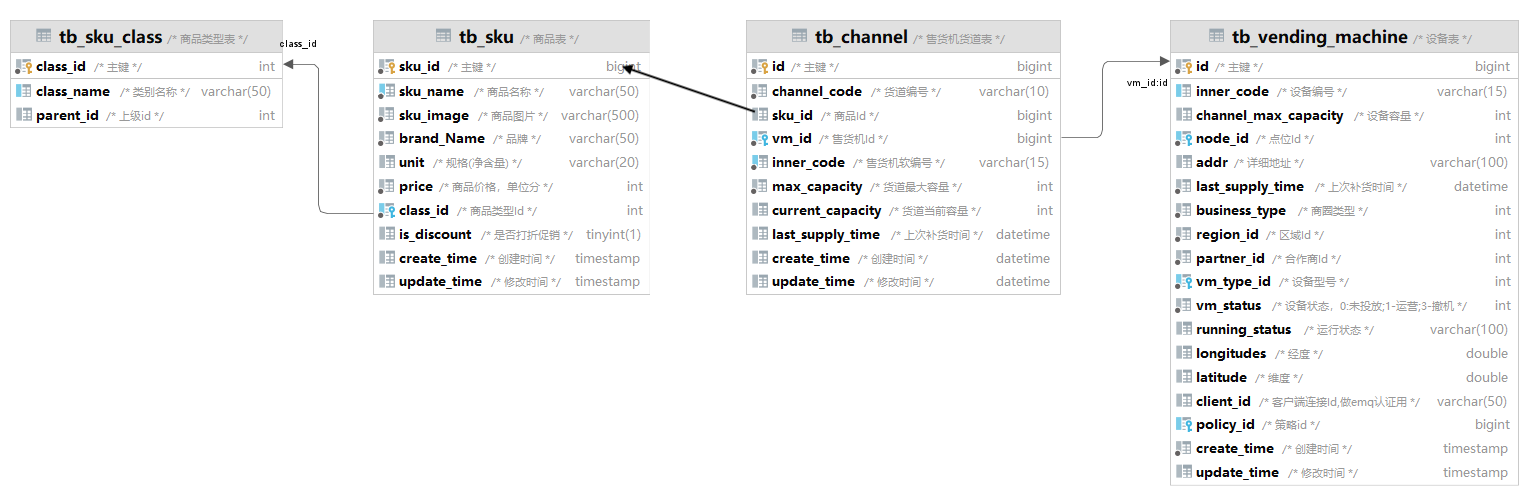 tb_sku_class /* 商品类型表 */
class_id /* 主键 */ int
class_name /* 类别名称 */ varchar(50)
parent_id /* 上级id */ int
class_id
tb_sku /* 商品表 */
sku_id /* 主键 */ bigint
sku_name /* 商品名称 */ varchar(50)
sku_image /* 商品图片 */ varchar(500)
brand_Name /* 品牌 */ varchar(50)
unit /* 规格(净含量) */ varchar(20)
price /* 商品价格，单位分 */ int
class_id /* 商品类型Id */ int
is_discount /* 是否打折促销 */ tinyint(1)
create_time /* 创建时间 */ timestamp
update_time /* 修改时间 */ timestamp
tb_channel /* 售货机货道表 */
id /* 主键 */ bigint
channel_code /* 货道编号 */ varchar(10)
sku_id /* 商品Id */ bigint
vm_id /* 售货机Id */ bigint
inner_code /* 售货机软编号 */ varchar(15)
max_capacity /* 货道最大容量 */ int
current_capacity /* 货道当前容量 */ int
last_supply_time /* 上次补货时间 */ datetime
create_time /* 创建时间 */ datetime
update_time /* 修改时间 */ datetime
vm_id:id
tb_vending_machine /* 设备表 */
id /* 主键 */ bigint
inner_code /* 设备编号 */ varchar(15)
channel_max_capacity /* 设备容量 */ int
node_id /* 点位Id */ int
addr /* 详细地址 */ varchar(100)
last_supply_time /* 上次补货时间 */ datetime
business_type /* 商圈类型 */ int
region_id /* 区域Id */ int
partner_id /* 合作商Id */ int
vm_type_id /* 设备型号 */ int
vm_status /* 设备状态，0:未投放;1-运营;3-撤机 */ int
running_status /* 运行状态 */ varchar(100)
longitudes /* 经度 */ double
latitude /* 维度 */ double
client_id /* 客户端连接Id,做emq认证用 */ varchar(50)
policy_id /* 策略id */ bigint
create_time /* 创建时间 */ timestamp
update_time /* 修改时间 */ timestamp